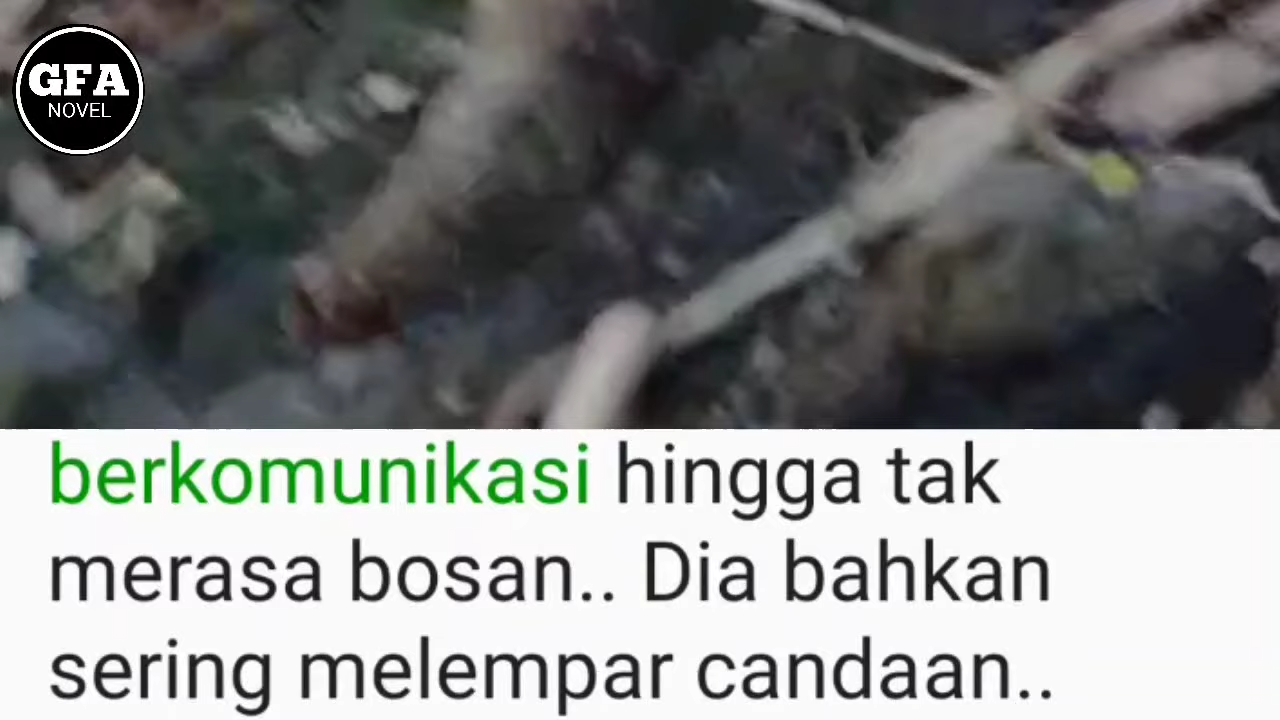 GFA
NOVEL
berkomunikasi hingga tak
merasa bosan.. Dia bahkan
sering melempar candaan..